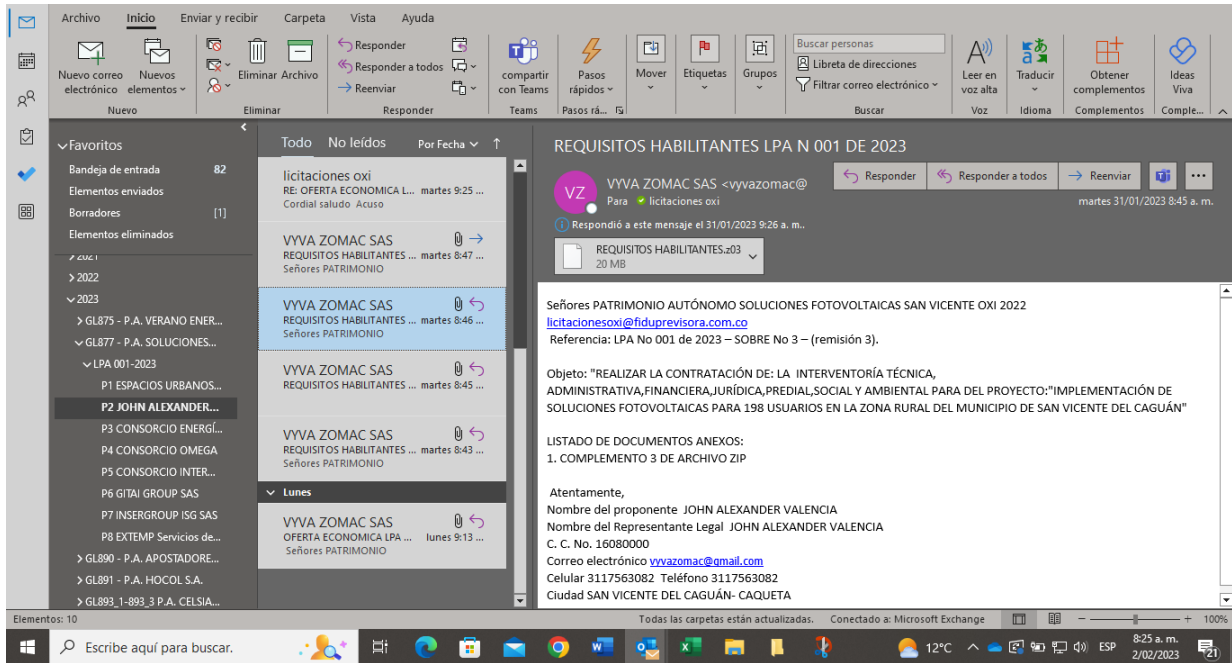 Archivo Inicio Enviar y recibir Carpeta Vista Ayuda
Nuevo correo electrónico
Nuevos elementos
Nuevo
Eliminar
Archivo
Eliminar
Responder
Responder a todos
Reenviar
Responder
compartir con Teams
Teams
Pasos rápidos
Pasos rá...
Mover
Etiquetas
Grupos
Buscar personas
Libreta de direcciones
Filtrar correo electrónico
Buscar
Leer en voz alta
Voz
Traducir
Idioma
Obtener complementos
Complementos
Ideas Viva
Comple...
Favoritos
Bandeja de entrada 82
Elementos enviados
Borradores [1]
Elementos eliminados
2021
2022
2023
GL875 - P.A. VERANO ENER...
GL877 - P.A. SOLUCIONES...
LPA 001-2023
P1 ESPACIOS URBANOS...
P2 JOHN ALEXANDER...
P3 CONSORCIO ENERGÍ...
P4 CONSORCIO OMEGA
P5 CONSORCIO INTER...
P6 GITAI GROUP SAS
P7 INSERGROUP ISG SAS
P8 EXTEMP Servicios de...
GL890 - P.A. APOSTADORE...
GL891 - P.A. HOCOL S.A.
GL893_1-893_3 P.A. CELSIA...
Todo No leídos Por Fecha
licitaciones oxi
RE: OFERTA ECONOMICA L... martes 9:25 ...
Cordial saludo Acuso
VYVA ZOMAC SAS
REQUISITOS HABILITANTES ... martes 8:47 ...
Señores PATRIMONIO
VYVA ZOMAC SAS
REQUISITOS HABILITANTES ... martes 8:46 ...
Señores PATRIMONIO
VYVA ZOMAC SAS
REQUISITOS HABILITANTES ... martes 8:45 ...
VYVA ZOMAC SAS
REQUISITOS HABILITANTES ... martes 8:43 ...
Señores PATRIMONIO
Lunes
VYVA ZOMAC SAS
OFERTA ECONOMICA LPA ... lunes 9:13 ...
Señores PATRIMONIO
REQUISITOS HABILITANTES LPA N 001 DE 2023
VZ
VYVA ZOMAC SAS <vyvazomac@
Para licitaciones oxi
Responder Responder a todos Reenviar
martes 31/01/2023 8:45 a. m.
Respondió a este mensaje el 31/01/2023 9:26 a. m..
REQUISITOS HABILITANTES.z03
20 MB
Señores PATRIMONIO AUTÓNOMO SOLUCIONES FOTOVOLTAICAS SAN VICENTE OXI 2022
licitacionesoxi@fiduprevisora.com.co
Referencia: LPA No 001 de 2023 – SOBRE No 3 – (remisión 3).
Objeto: "REALIZAR LA CONTRATACIÓN DE: LA INTERVENTORÍA TÉCNICA,
ADMINISTRATIVA,FINANCIERA,JURÍDICA,PREDIAL,SOCIAL Y AMBIENTAL PARA DEL PROYECTO:"IMPLEMENTACIÓN DE
SOLUCIONES FOTOVOLTAICAS PARA 198 USUARIOS EN LA ZONA RURAL DEL MUNICIPIO DE SAN VICENTE DEL CAGUÁN"
LISTADO DE DOCUMENTOS ANEXOS:
1. COMPLEMENTO 3 DE ARCHIVO ZIP
Atentamente,
Nombre del proponente JOHN ALEXANDER VALENCIA
Nombre del Representante Legal JOHN ALEXANDER VALENCIA
C. C. No. 16080000
Correo electrónico vyvazomac@gmail.com
Celular 3117563082 Teléfono 3117563082
Ciudad SAN VICENTE DEL CAGUÁN- CAQUETA
Elementos: 10
Todas las carpetas están actualizadas. Conectado a: Microsoft Exchange
100%
Escribe aquí para buscar.
12°C
ESP
8:25 a. m.
2/02/2023
21